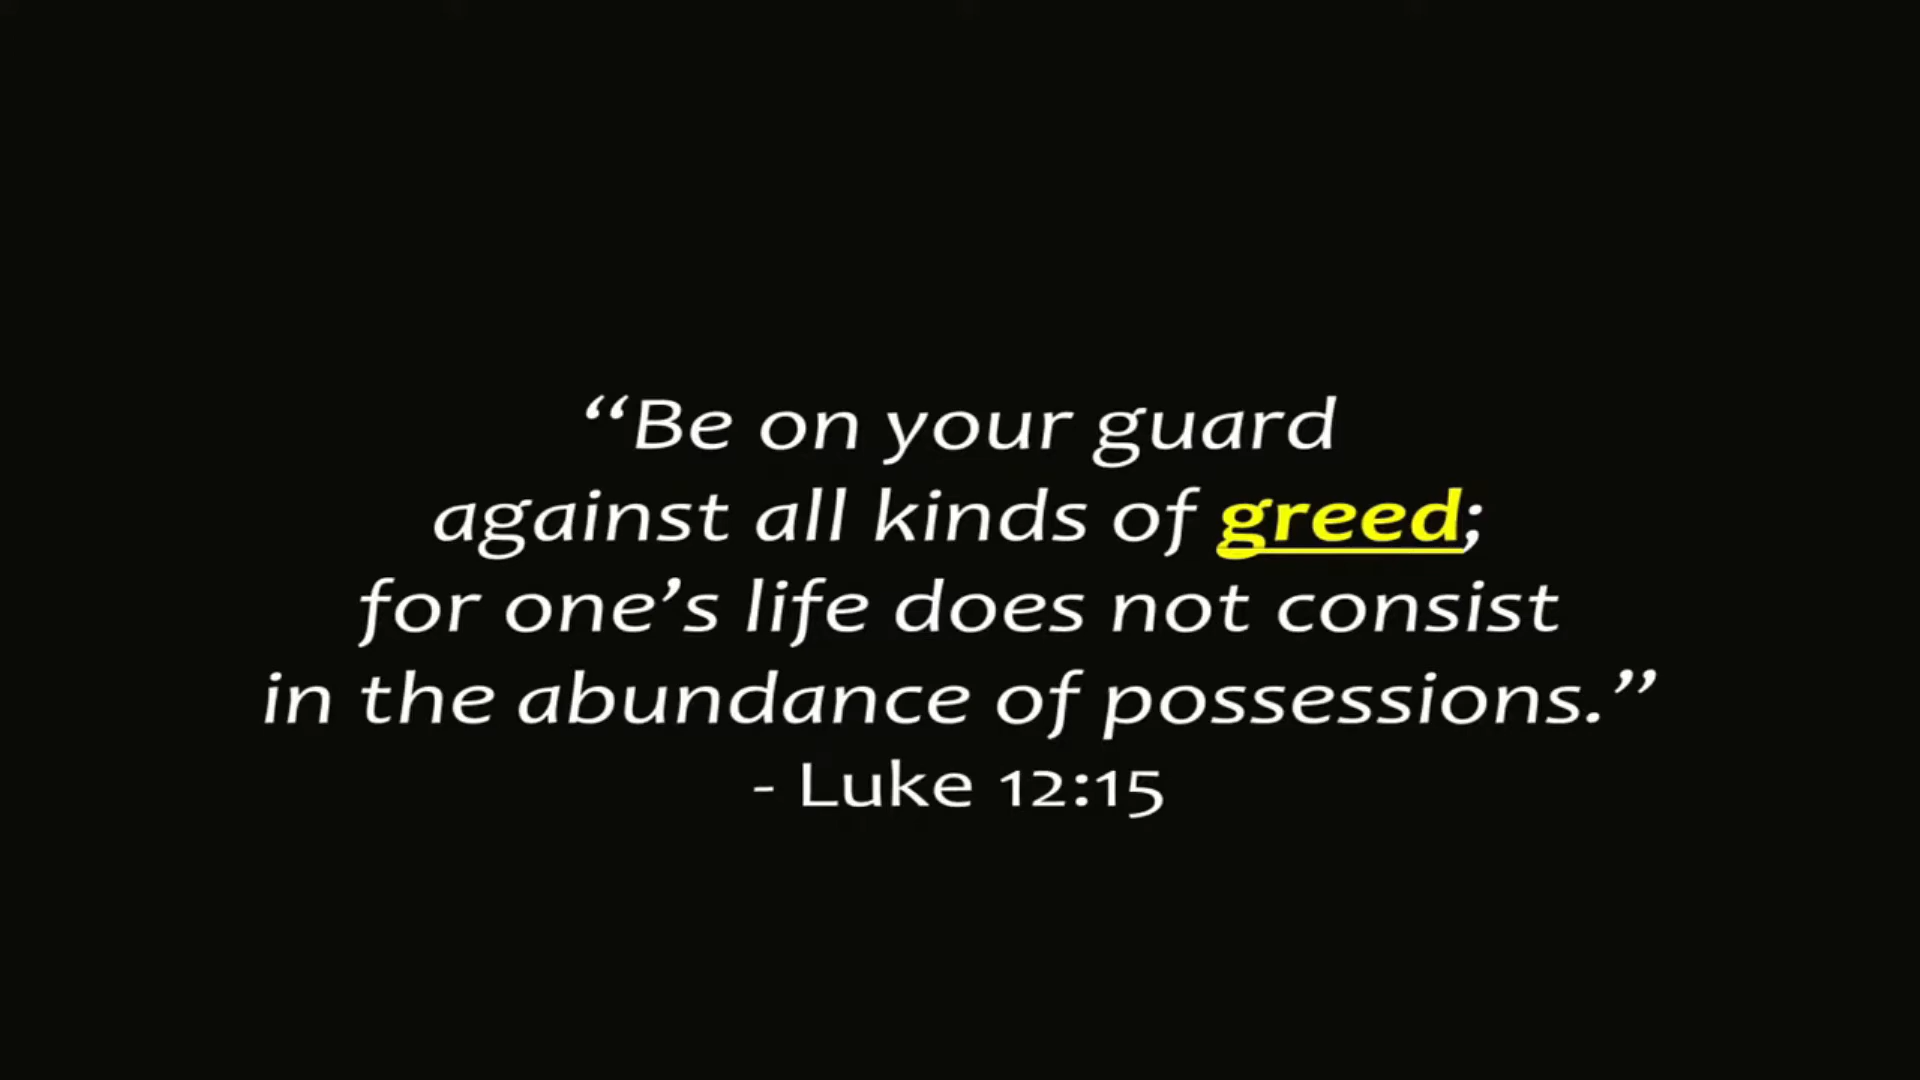 “Be on your guard
against all kinds of greed;
for one’s life does not consist
in the abundance of possessions.”
- Luke 12:15